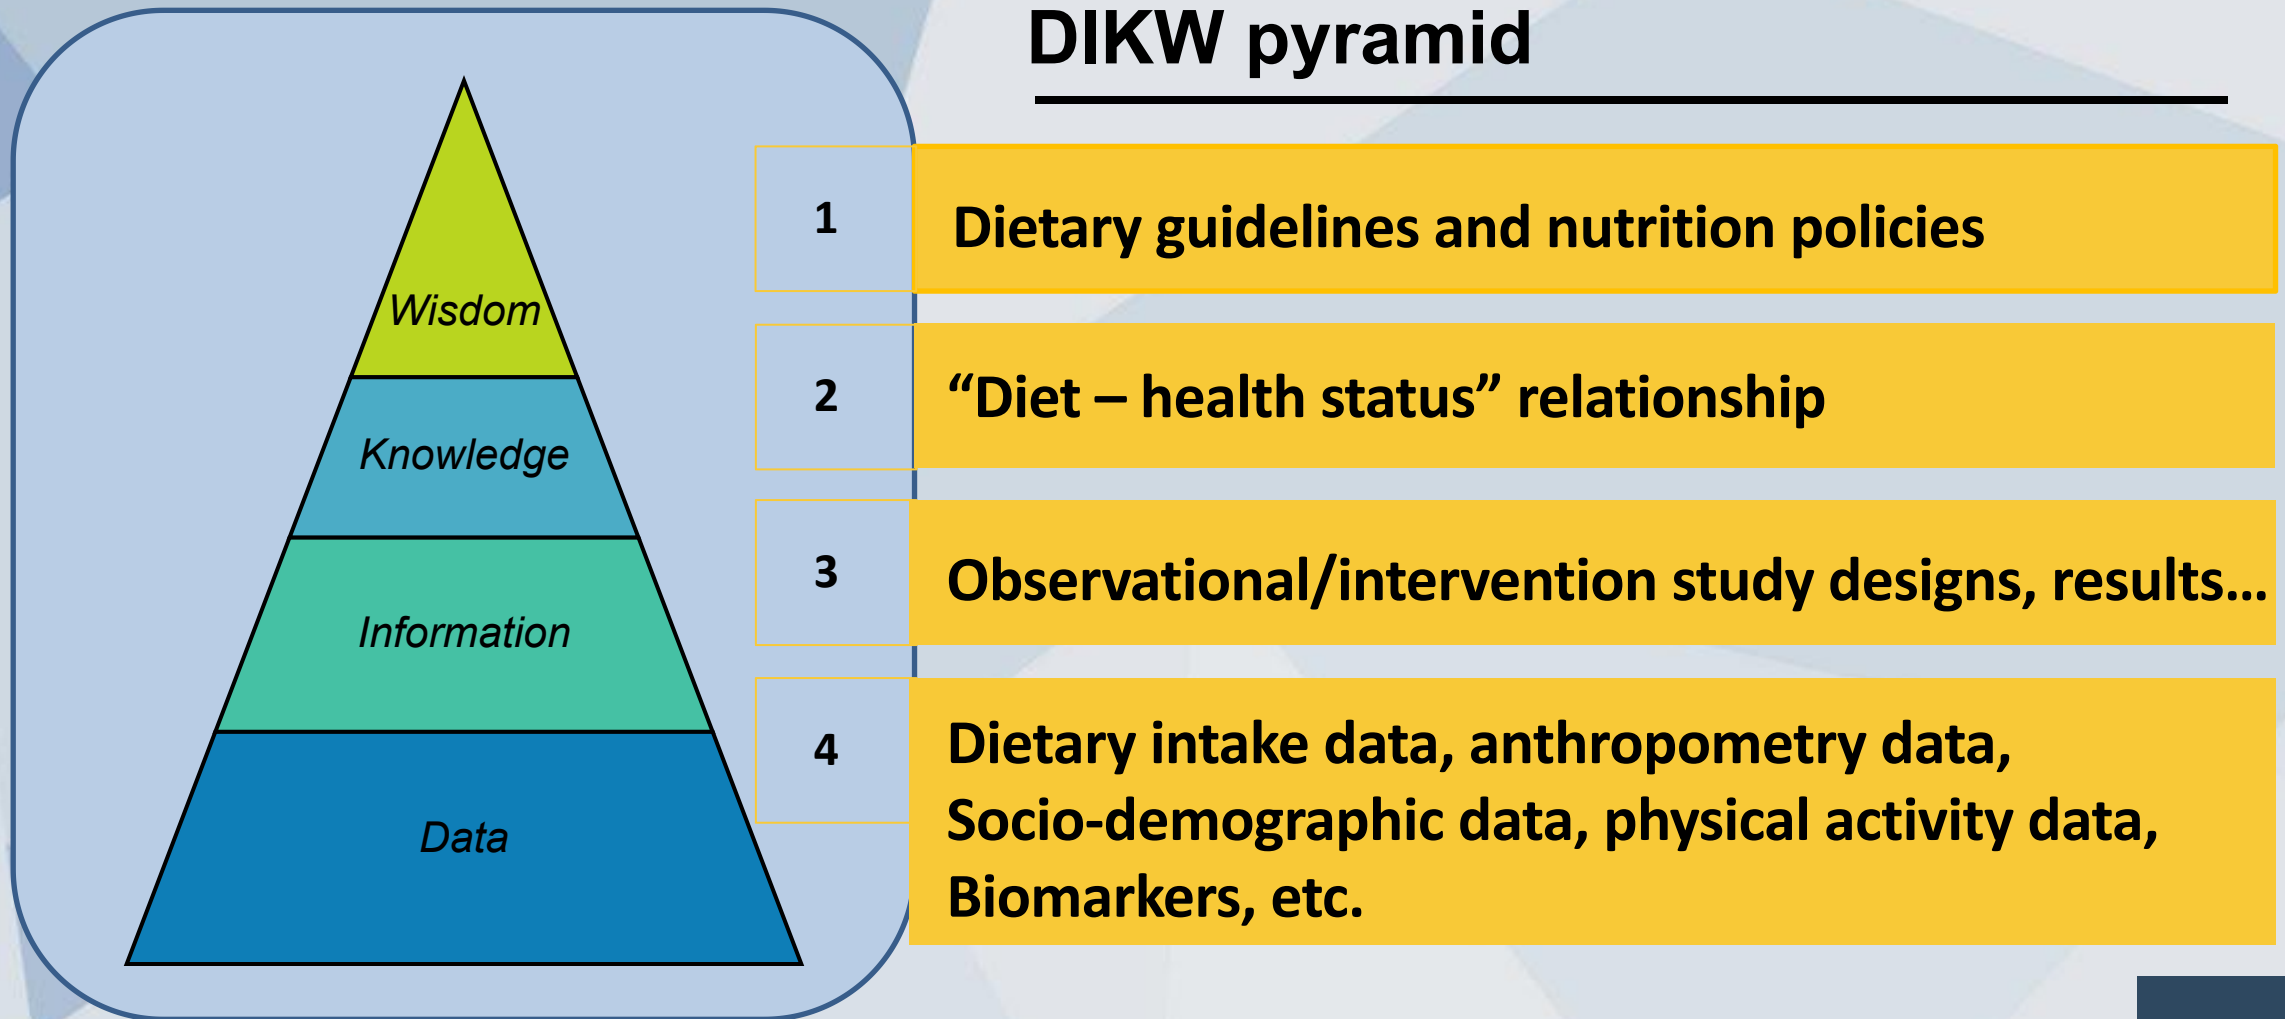 DIKW pyramid
Wisdom
Knowledge
Information
Data
1
Dietary guidelines and nutrition policies
2
“Diet – health status” relationship
3
Observational/intervention study designs, results…
4
Dietary intake data, anthropometry data,
Socio-demographic data, physical activity data,
Biomarkers, etc.